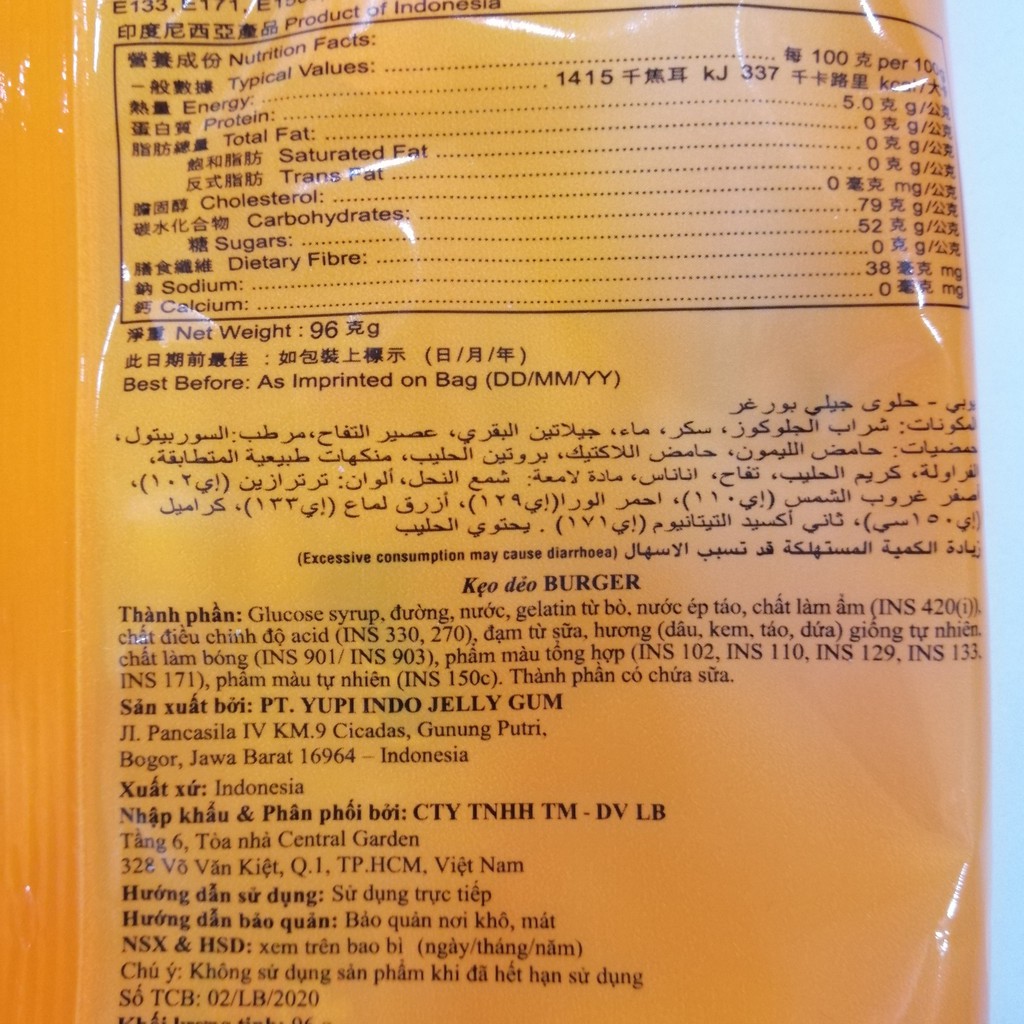 E133, E171,
印度尼西亞產品 Product of Indonesia
營養成份 Nutrition Facts:
一般數據 Typical Values: 每 100 克 per 100g
熱量 Energy: 1415 千焦耳 kJ 337 千卡路里
蛋白質 Protein: 5.0 克 g/公克
脂肪總量 Total Fat: 0 克 g/公克
飽和脂肪 Saturated Fat 0 克 g/公克
反式脂肪 Trans Fat 0 克 g/公克
膽固醇 Cholesterol: 0 毫克 mg/公克
碳水化合物 Carbohydrates: 79 克 g/公克
糖 Sugars: 52 克 g/公克
膳食纖維 Dietary Fibre: 0 克 g/公克
鈉 Sodium: 38 毫克 mg
鈣 Calcium: 0 毫克 mg
淨重 Net Weight : 96 克g
此日期前最佳 : 如包裝上標示 (日/月/年)
Best Before: As Imprinted on Bag (DD/MM/YY)
يوبي - حلوى جيلي بورغر
المكونات: شراب الجلوكوز، سكر، ماء، جيلاتين البقري، عصير التفاح،مرطب:السوربيتول،
حمضيات: حامض الليمون، حامض اللاكتيك، بروتين الحليب، منكهات طبيعية المتطابقة،
الفراولة، كريم الحليب، تفاح، اناناس، مادة لامعة: شمع النحل، ألوان: ترترازين (إي١٠٢)،
أصفر غروب الشمس (إي١١٠)، احمر الورا(إي١٢٩)، أزرق لماع (إي١٣٣)، كراميل
(إي١٥٠سي)، ثاني أكسيد التيتانيوم (إي١٧١) . يحتوي الحليب
زيادة الكمية المستهلكة قد تسبب الاسهال (Excessive consumption may cause diarrhoea)
Kẹo dẻo BURGER
Thành phần: Glucose syrup, đường, nước, gelatin từ bò, nước ép táo, chất làm ẩm (INS 420(i)),
chất điều chỉnh độ acid (INS 330, 270), đạm từ sữa, hương (dâu, kem, táo, dứa) giống tự nhiên,
chất làm bóng (INS 901/ INS 903), phẩm màu tổng hợp (INS 102, INS 110, INS 129, INS 133,
INS 171), phẩm màu tự nhiên (INS 150c). Thành phần có chứa sữa.
Sản xuất bởi: PT. YUPI INDO JELLY GUM
JI. Pancasila IV KM.9 Cicadas, Gunung Putri,
Bogor, Jawa Barat 16964 – Indonesia
Xuất xứ: Indonesia
Nhập khẩu & Phân phối bởi: CTY TNHH TM - DV LB
Tầng 6, Tòa nhà Central Garden
328 Võ Văn Kiệt, Q.1, TP.HCM, Việt Nam
Hướng dẫn sử dụng: Sử dụng trực tiếp
Hướng dẫn bảo quản: Bảo quản nơi khô, mát
NSX & HSD: xem trên bao bì (ngày/tháng/năm)
Chú ý: Không sử dụng sản phẩm khi đã hết hạn sử dụng
Số TCB: 02/LB/2020
Khối lượng tịnh: 96 g